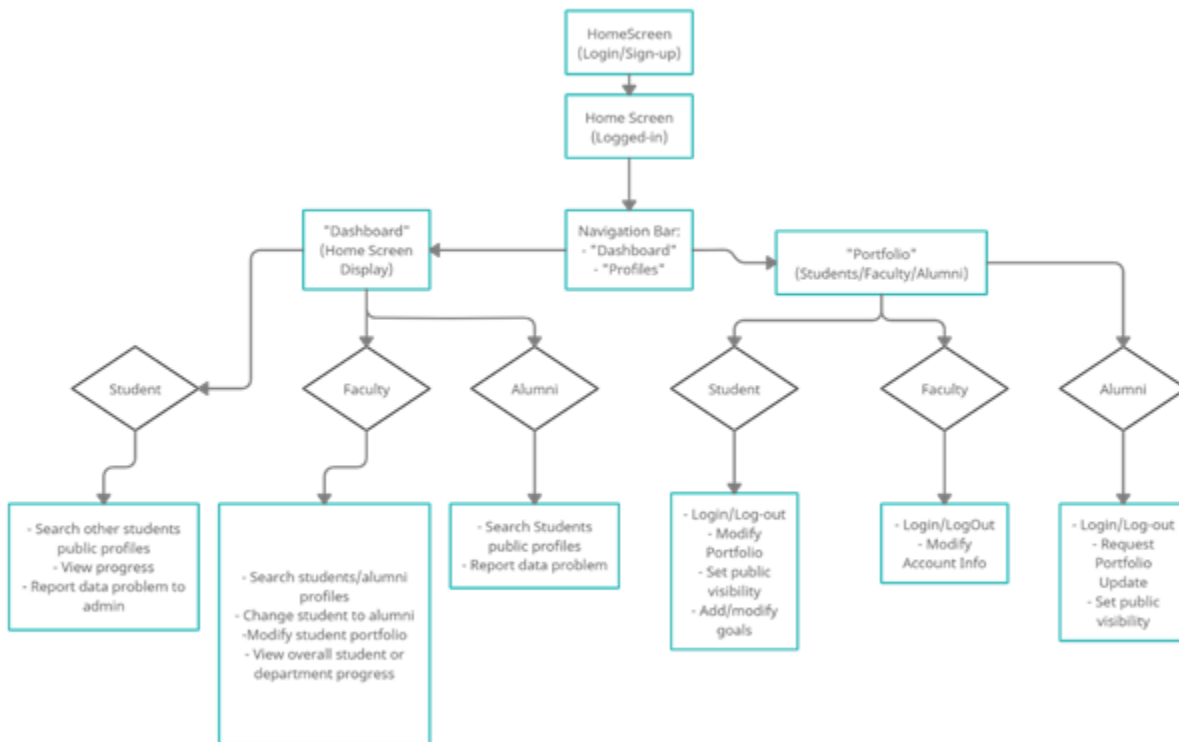 HomeScreen
(Login/Sign-up)
Home Screen
(Logged-in)
"Dashboard"
(Home Screen
Display)
Navigation Bar:
- "Dashboard"
- "Profiles"
"Portfolio"
(Students/Faculty/Alumni)
Student
Faculty
Alumni
Student
Faculty
Alumni
- Search other students
public profiles
- View progress
- Report data problem to
admin
- Search students/alumni
profiles
- Change student to alumni
-Modify student portfolio
- View overall student or
department progress
- Search Students
public profiles
- Report data problem
- Login/Log-out
- Modify
Portfolio
- Set public
visibility
- Add/modify
goals
- Login/LogOut
- Modify
Account Info
- Login/Log-out
- Request
Portfolio
Update
- Set public
visibility